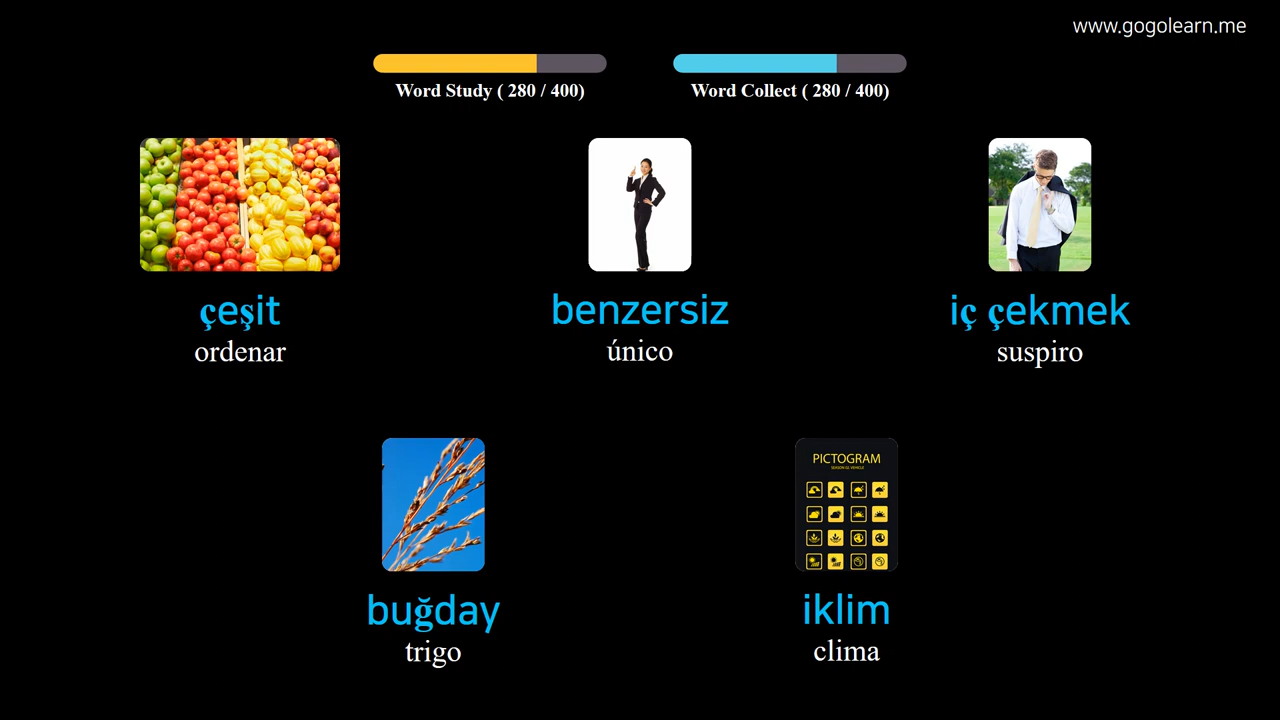 www.gogolearn.me
Word Study ( 280 / 400)
Word Collect ( 280 / 400)
çeşit
ordenar
benzersiz
único
iç çekmek
suspiro
buğday
trigo
PICTOGRAM
iklim
clima